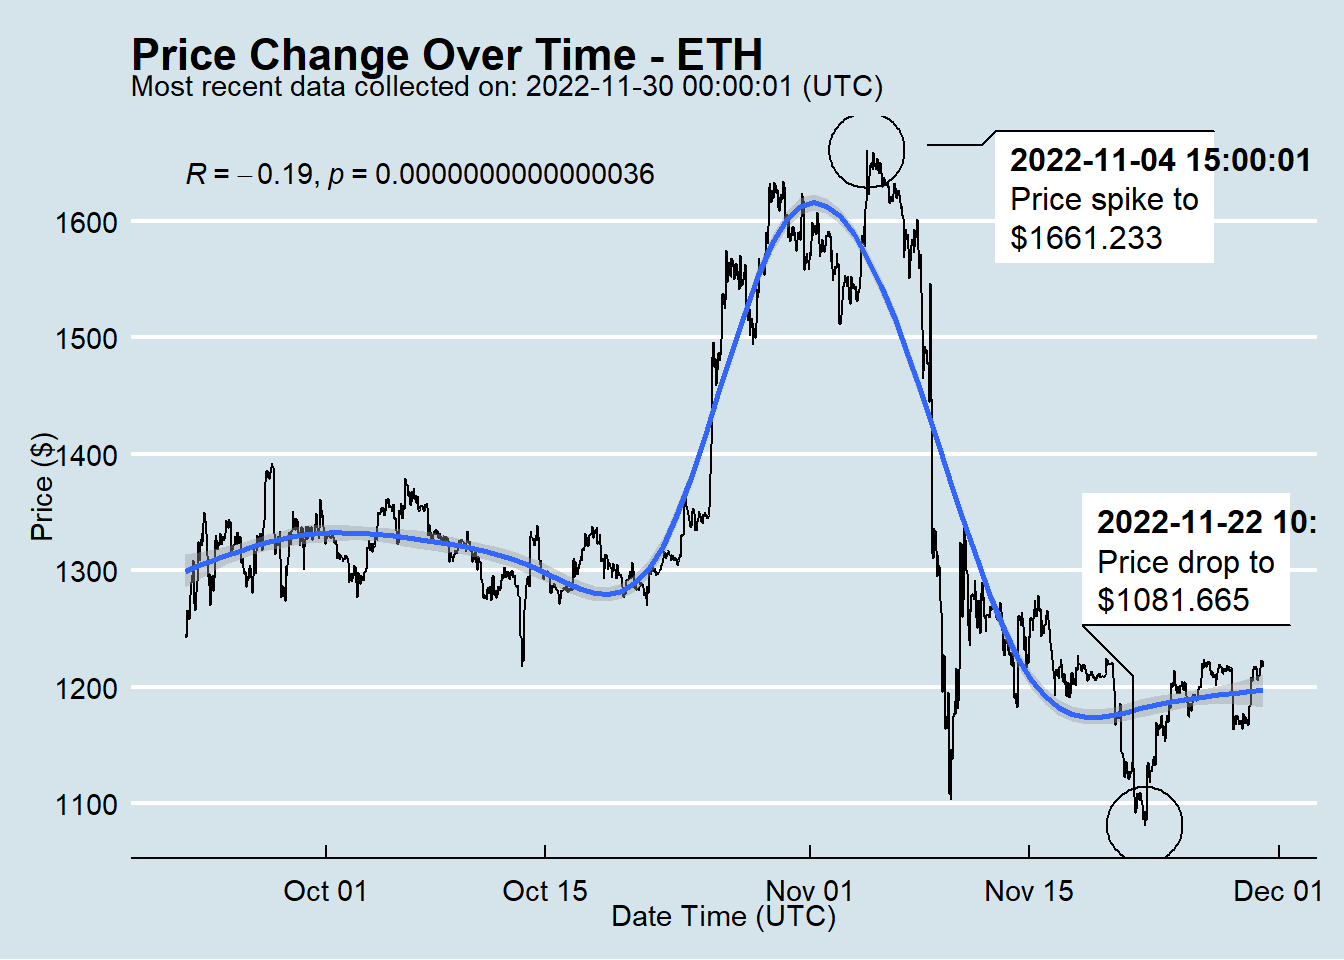 Price Change Over Time - ETH
Most recent data collected on: 2022-11-30 00:00:01 (UTC)
R = −0.19, p = 0.0000000000000036
2022-11-04 15:00:01
Price spike to
$1661.233
2022-11-22 10:
Price drop to
$1081.665
Price ($)
1600
1500
1400
1300
1200
1100
Oct 01
Oct 15
Nov 01
Nov 15
Dec 01
Date Time (UTC)